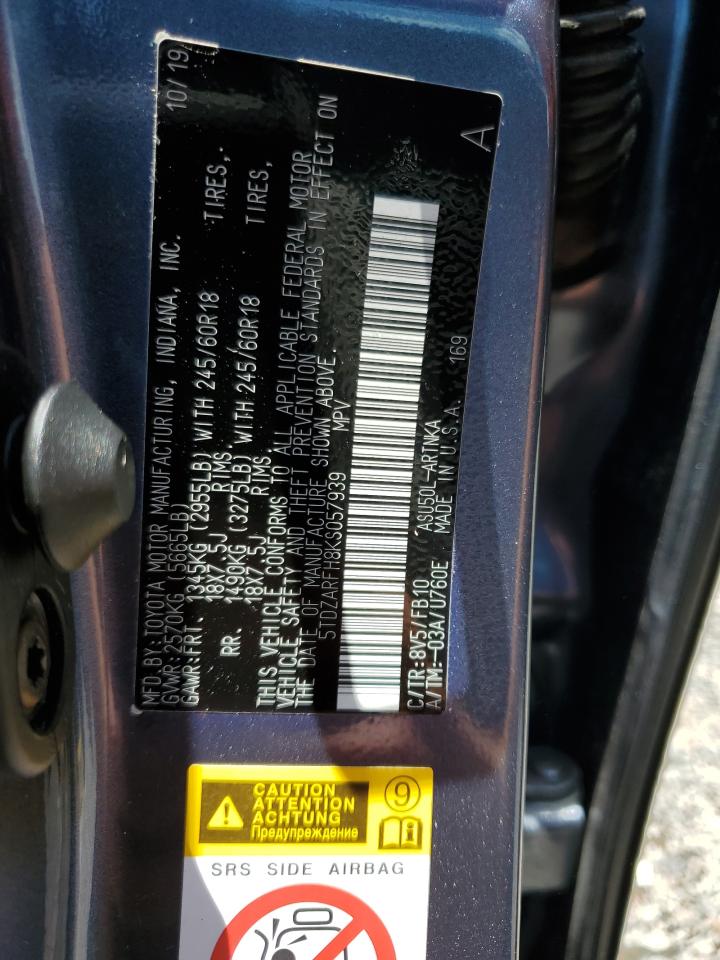 MFD.BY:TOYOTA MOTOR MANUFACTURING, INDIANA, INC. 10/19
GVWR:2570KG (5665LB)
GAWR:FRT. 1345KG (2955LB) WITH 245/60R18 TIRES,
18X7.5J RIMS
RR. 1490KG (3275LB) WITH 245/60R18 TIRES,
18X7.5J RIMS
THIS VEHICLE CONFORMS TO ALL APPLICABLE FEDERAL MOTOR
VEHICLE SAFETY AND THEFT PREVENTION STANDARDS IN EFFECT ON
THE DATE OF MANUFACTURE SHOWN ABOVE.
5TDZARFH8KS057939 MPV
C/TR:8V5/FB70 ASU50L-ARTNKA
A/TM:-03A/U760E MADE IN U.S.A. 169 A
CAUTION
ATTENTION
ACHTUNG
Предупреждение
9
SRS SIDE AIRBAG